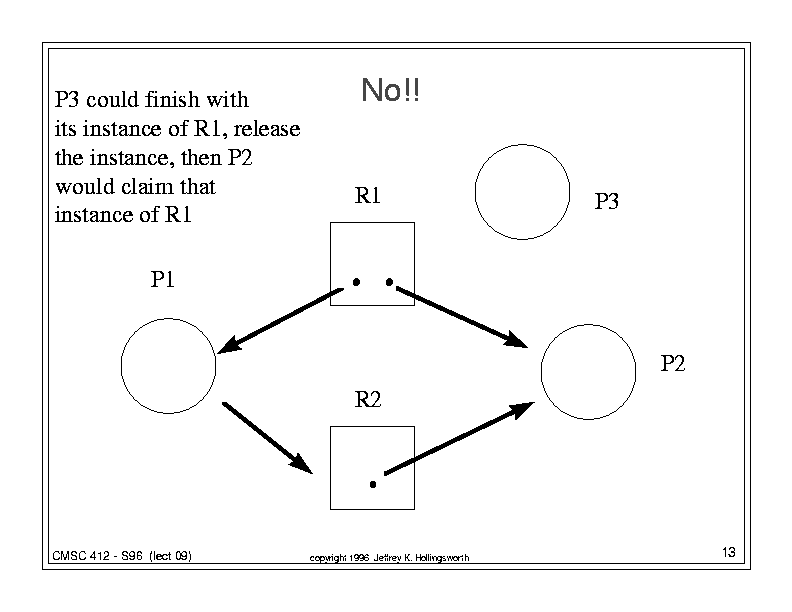 No!!
P3 could finish with
its instance of R1, release
the instance, then P2
would claim that
instance of R1
R1
P3
P1
P2
R2
CMSC 412 - S96 (lect 09)
copyright 1996 Jeffrey K. Hollingsworth
13